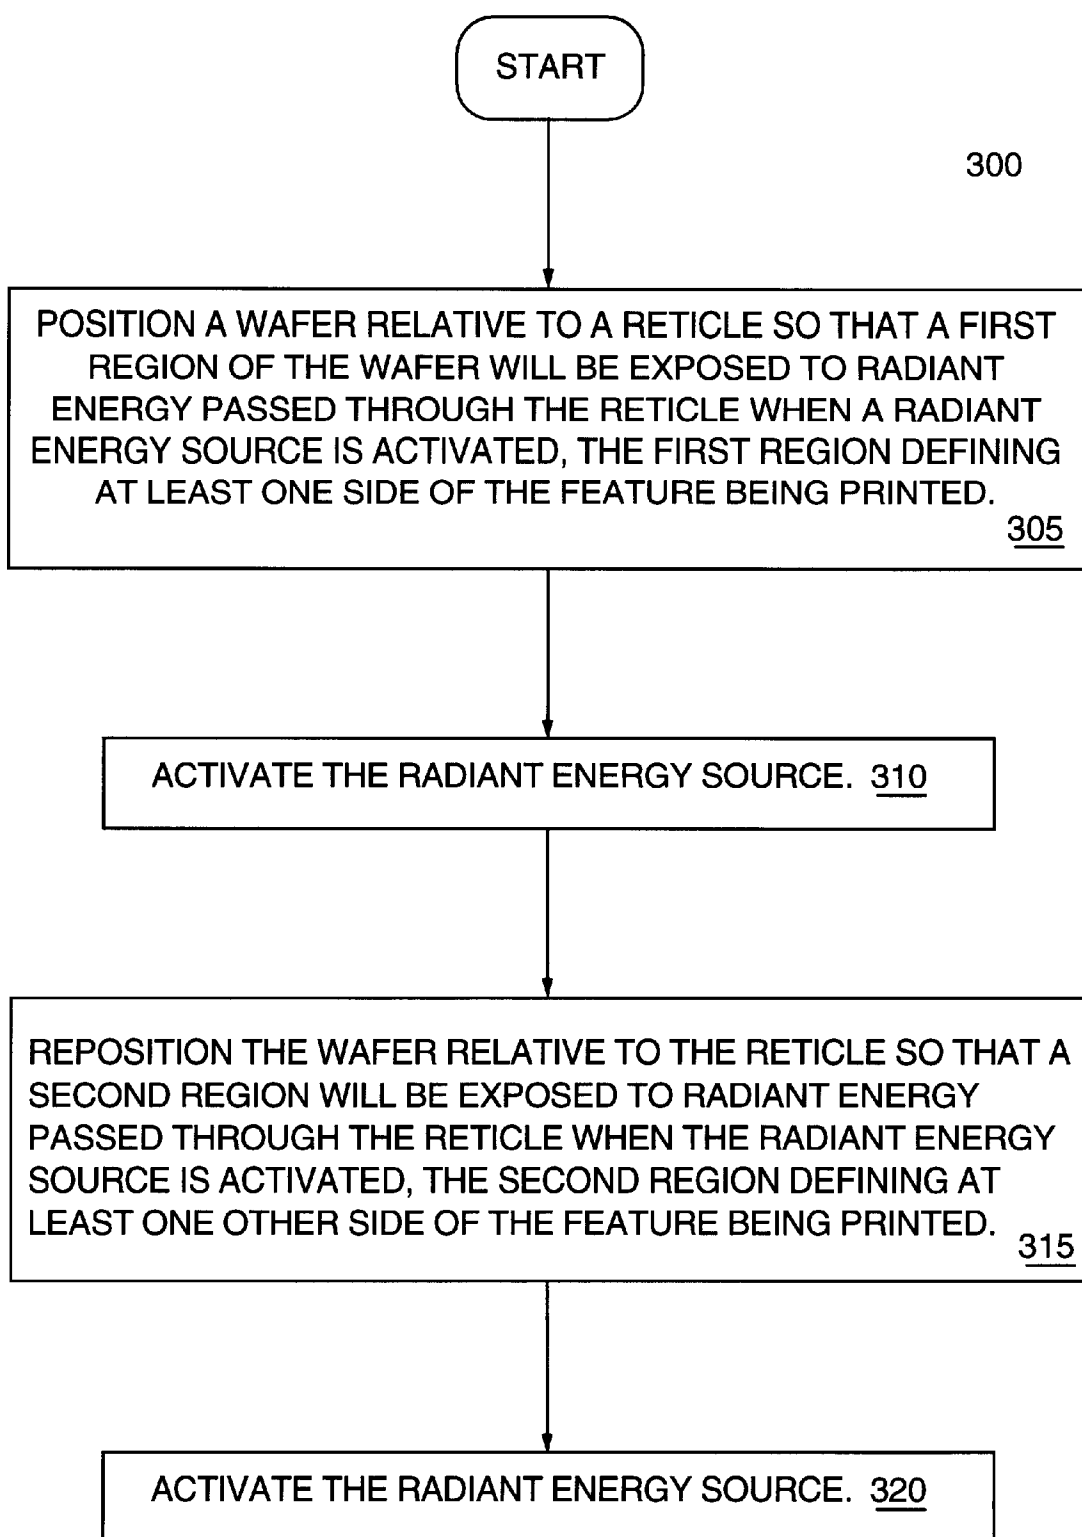 START
300
POSITION A WAFER RELATIVE TO A RETICLE SO THAT A FIRST
REGION OF THE WAFER WILL BE EXPOSED TO RADIANT
ENERGY PASSED THROUGH THE RETICLE WHEN A RADIANT
ENERGY SOURCE IS ACTIVATED, THE FIRST REGION DEFINING
AT LEAST ONE SIDE OF THE FEATURE BEING PRINTED.
305
ACTIVATE THE RADIANT ENERGY SOURCE. 310
REPOSITION THE WAFER RELATIVE TO THE RETICLE SO THAT A
SECOND REGION WILL BE EXPOSED TO RADIANT ENERGY
PASSED THROUGH THE RETICLE WHEN THE RADIANT ENERGY
SOURCE IS ACTIVATED, THE SECOND REGION DEFINING AT
LEAST ONE OTHER SIDE OF THE FEATURE BEING PRINTED.
315
ACTIVATE THE RADIANT ENERGY SOURCE. 320